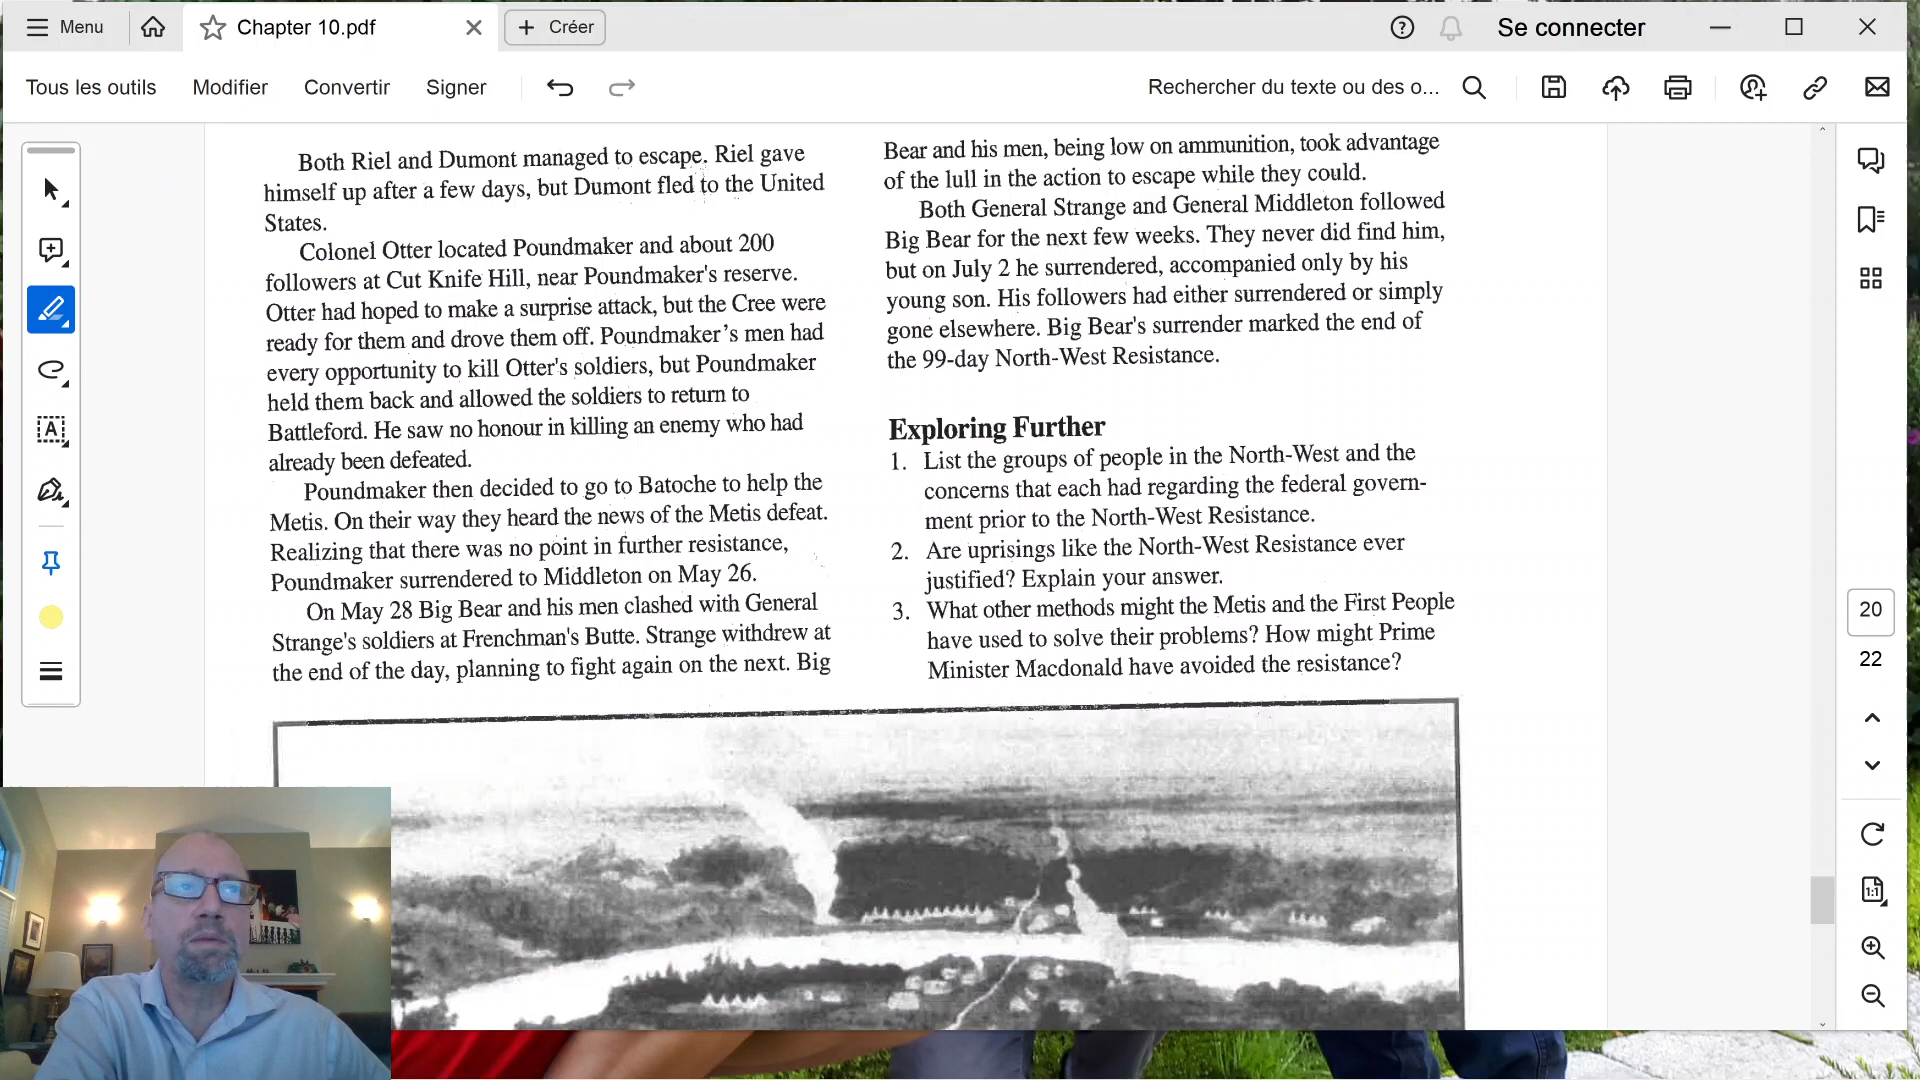 Menu
Chapter 10.pdf
Créer
Se connecter
Tous les outils
Modifier
Convertir
Signer
Rechercher du texte ou des o...
Both Riel and Dumont managed to escape. Riel gave
himself up after a few days, but Dumont fled to the United
States.
Colonel Otter located Poundmaker and about 200
followers at Cut Knife Hill, near Poundmaker's reserve.
Otter had hoped to make a surprise attack, but the Cree were
ready for them and drove them off. Poundmaker's men had
every opportunity to kill Otter's soldiers, but Poundmaker
held them back and allowed the soldiers to return to
Battleford. He saw no honour in killing an enemy who had
already been defeated.
Poundmaker then decided to go to Batoche to help the
Metis. On their way they heard the news of the Metis defeat.
Realizing that there was no point in further resistance,
Poundmaker surrendered to Middleton on May 26.
On May 28 Big Bear and his men clashed with General
Strange's soldiers at Frenchman's Butte. Strange withdrew at
the end of the day, planning to fight again on the next. Big
Bear and his men, being low on ammunition, took advantage
of the lull in the action to escape while they could.
Both General Strange and General Middleton followed
Big Bear for the next few weeks. They never did find him,
but on July 2 he surrendered, accompanied only by his
young son. His followers had either surrendered or simply
gone elsewhere. Big Bear's surrender marked the end of
the 99-day North-West Resistance.
Exploring Further
1. List the groups of people in the North-West and the
concerns that each had regarding the federal govern-
ment prior to the North-West Resistance.
2. Are uprisings like the North-West Resistance ever
justified? Explain your answer.
3. What other methods might the Metis and the First People
have used to solve their problems? How might Prime
Minister Macdonald have avoided the resistance?
20
22
1:1